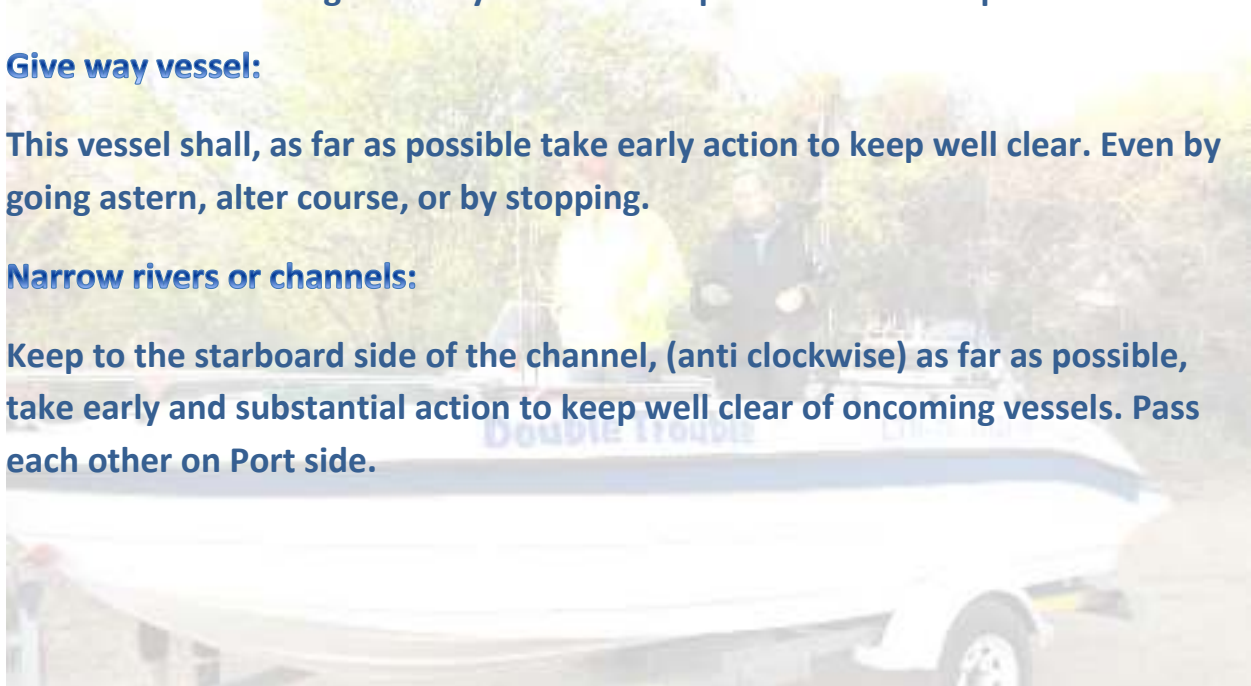 Give way vessel:
This vessel shall, as far as possible take early action to keep well clear. Even by
going astern, alter course, or by stopping.
Narrow rivers or channels:
Keep to the starboard side of the channel, (anti clockwise) as far as possible,
take early and substantial action to keep well clear of oncoming vessels. Pass
each other on Port side.
Double Trouble